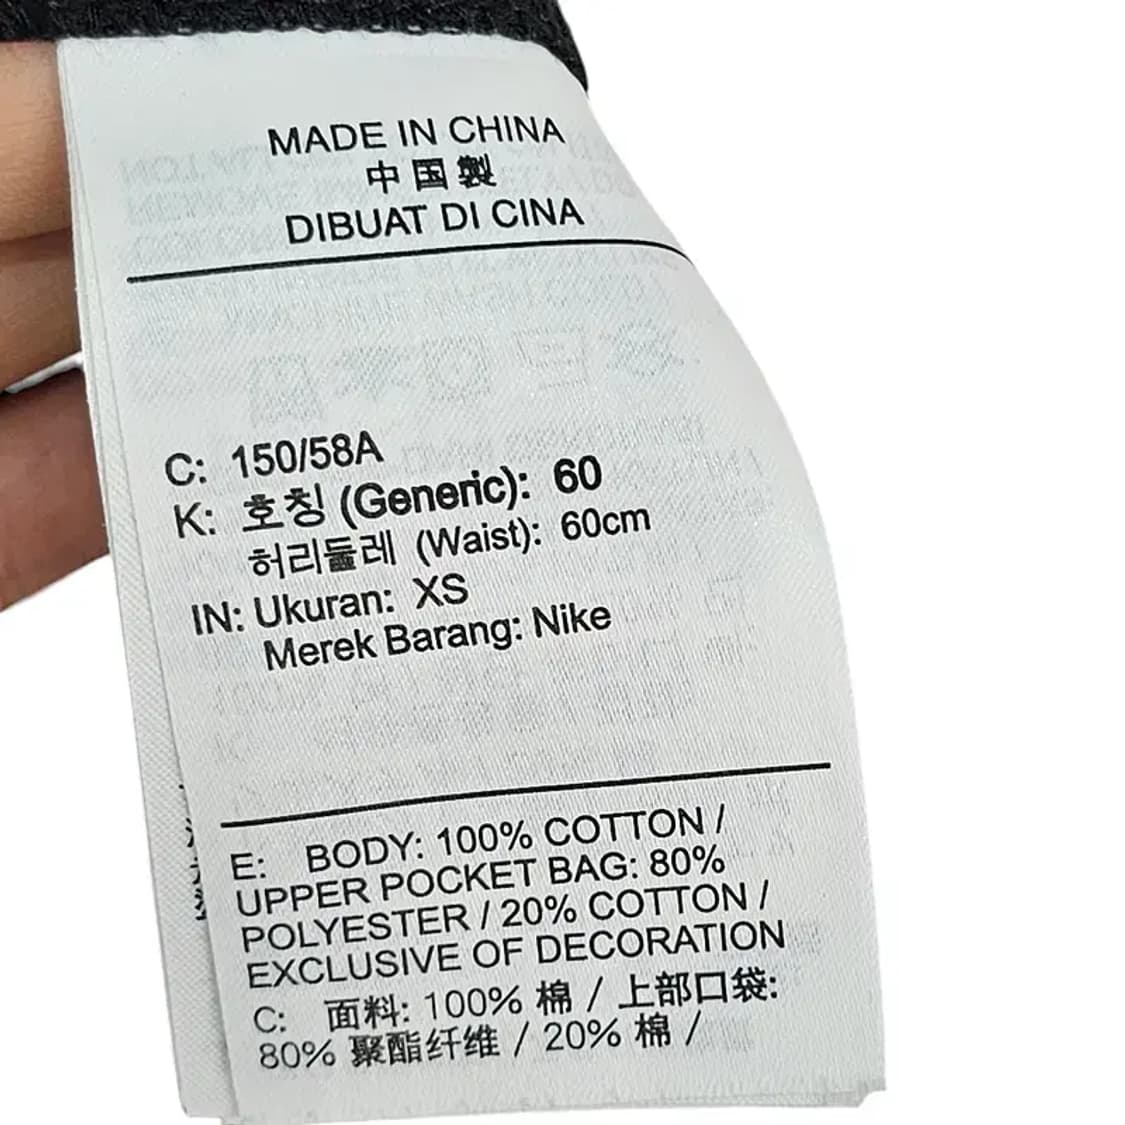 MADE IN CHINA
中国製
DIBUAT DI CINA
C: 150/58A
K: 호칭 (Generic): 60
허리둘레 (Waist): 60cm
IN: Ukuran: XS
Merek Barang: Nike
E: BODY: 100% COTTON /
UPPER POCKET BAG: 80%
POLYESTER / 20% COTTON /
EXCLUSIVE OF DECORATION
C: 面料: 100% 棉 / 上部口袋:
80% 聚酯纤维 / 20% 棉 /